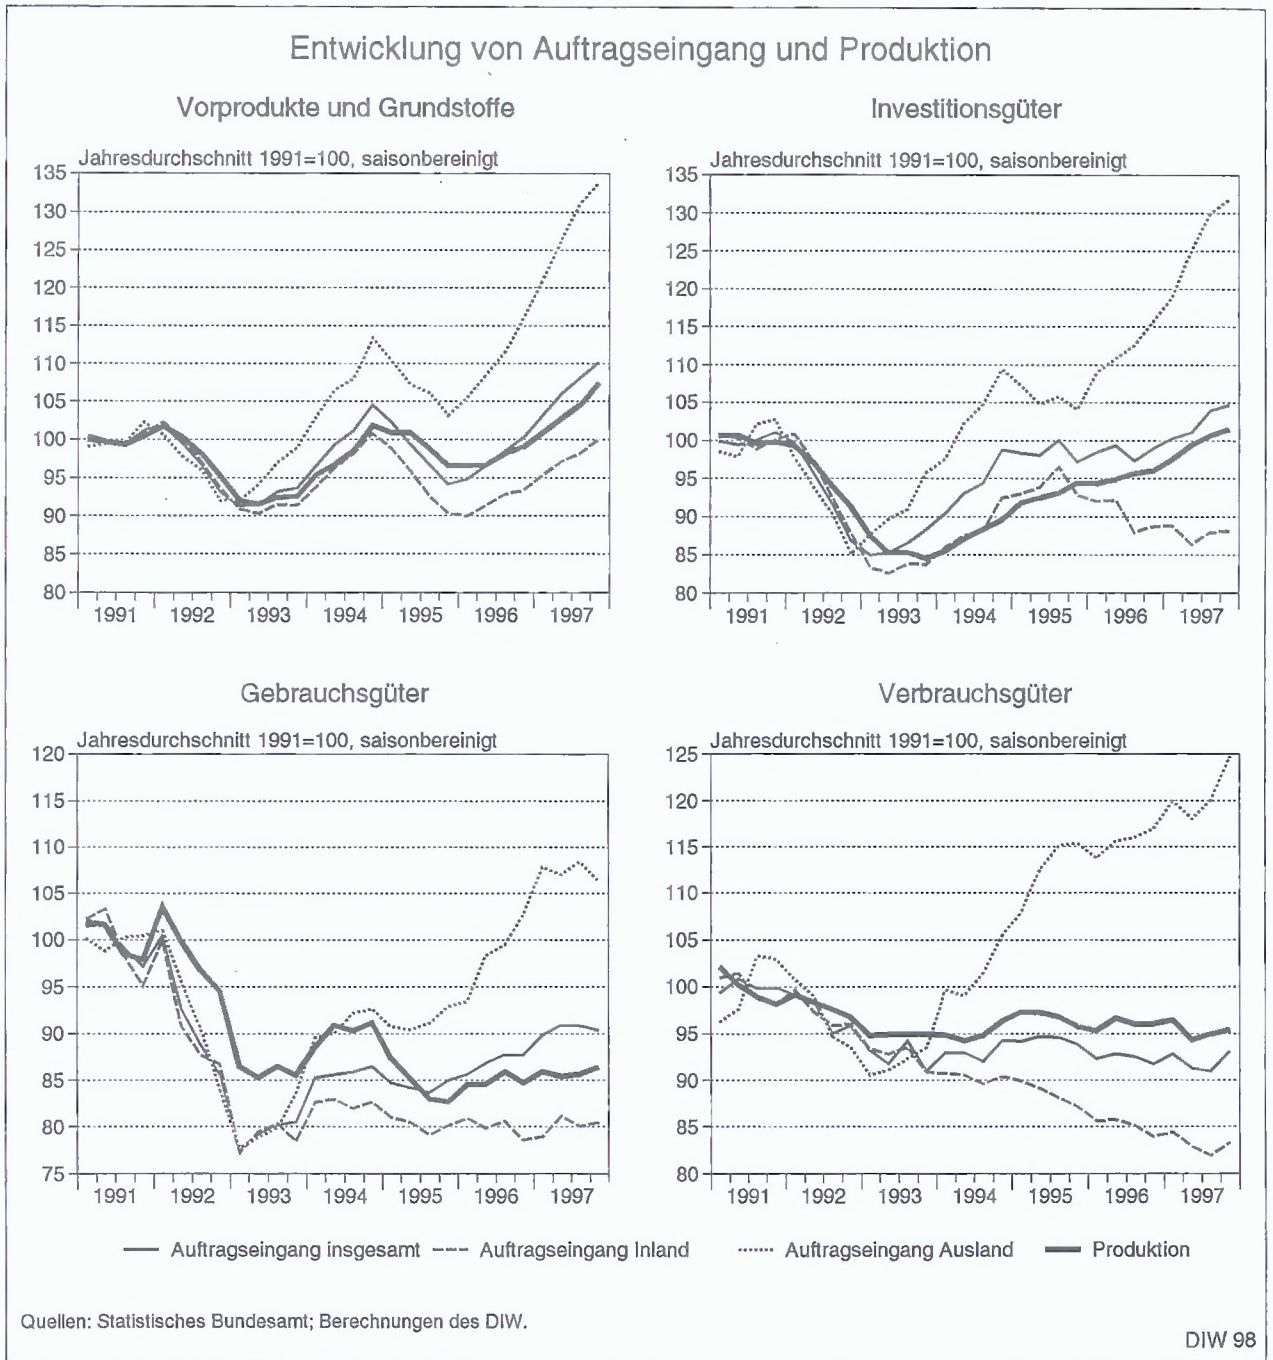 Entwicklung von Auftragseingang und Produktion
Vorprodukte und Grundstoffe
Jahresdurchschnitt 1991=100, saisonbereinigt
135
130
125
120
115
110
105
100
95
90
85
80
1991 1992 1993 1994 1995 1996 1997
Investitionsgüter
Jahresdurchschnitt 1991=100, saisonbereinigt
135
130
125
120
115
110
105
100
95
90
85
80
1991 1992 1993 1994 1995 1996 1997
Gebrauchsgüter
Jahresdurchschnitt 1991=100, saisonbereinigt
120
115
110
105
100
95
90
85
80
75
1991 1992 1993 1994 1995 1996 1997
Verbrauchsgüter
Jahresdurchschnitt 1991=100, saisonbereinigt
125
120
115
110
105
100
95
90
85
80
1991 1992 1993 1994 1995 1996 1997
Auftragseingang insgesamt Auftragseingang Inland Auftragseingang Ausland Produktion
Quellen: Statistisches Bundesamt; Berechnungen des DIW.
DIW 98